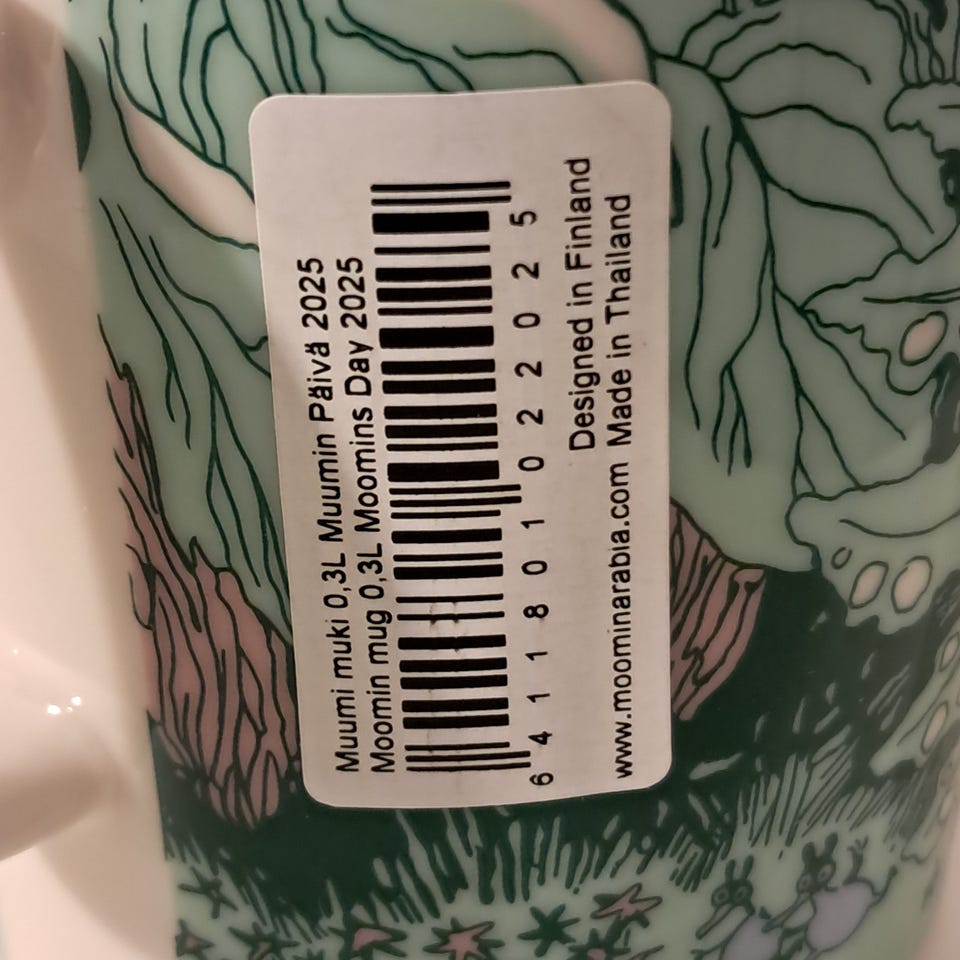 Muumi muki 0,3L Muumin Päivä 2025
Moomin mug 0,3L Moomins Day 2025
6 411801 022025
Designed in Finland
www.moominarabia.com Made in Thailand